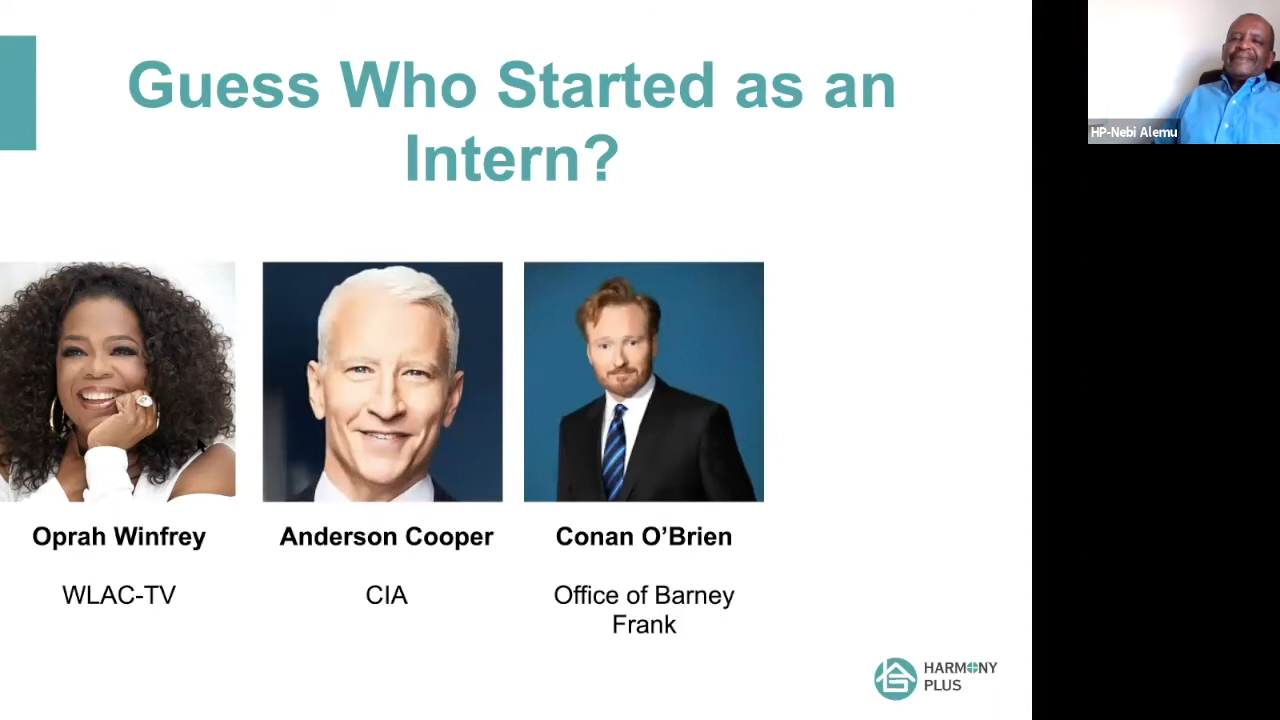 Guess Who Started as an
Intern?
HP-Nebi Alemu
Oprah Winfrey
Anderson Cooper
Conan O’Brien
WLAC-TV
CIA
Office of Barney
Frank
HARMONY
PLUS